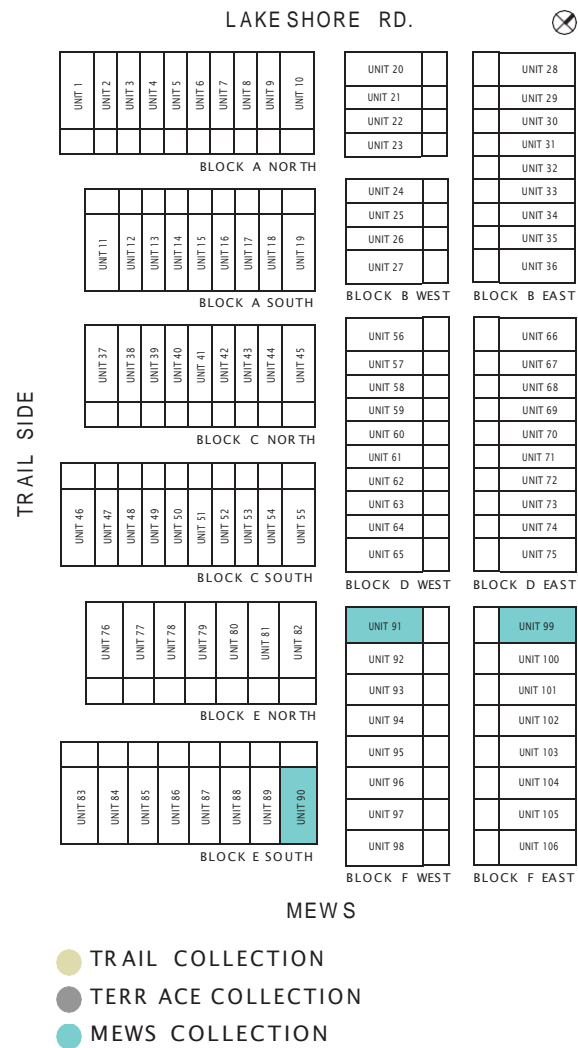 LAKE SHORE RD.
UNIT 1
UNIT 2
UNIT 3
UNIT 4
UNIT 5
UNIT 6
UNIT 7
UNIT 8
UNIT 9
UNIT 10
BLOCK A NORTH
UNIT 11
UNIT 12
UNIT 13
UNIT 14
UNIT 15
UNIT 16
UNIT 17
UNIT 18
UNIT 19
BLOCK A SOUTH
UNIT 20
UNIT 21
UNIT 22
UNIT 23
UNIT 24
UNIT 25
UNIT 26
UNIT 27
BLOCK B WEST
UNIT 28
UNIT 29
UNIT 30
UNIT 31
UNIT 32
UNIT 33
UNIT 34
UNIT 35
UNIT 36
BLOCK B EAST
TRAIL SIDE
UNIT 37
UNIT 38
UNIT 39
UNIT 40
UNIT 41
UNIT 42
UNIT 43
UNIT 44
UNIT 45
BLOCK C NORTH
UNIT 46
UNIT 47
UNIT 48
UNIT 49
UNIT 50
UNIT 51
UNIT 52
UNIT 53
UNIT 54
UNIT 55
BLOCK C SOUTH
UNIT 56
UNIT 57
UNIT 58
UNIT 59
UNIT 60
UNIT 61
UNIT 62
UNIT 63
UNIT 64
UNIT 65
BLOCK D WEST
UNIT 66
UNIT 67
UNIT 68
UNIT 69
UNIT 70
UNIT 71
UNIT 72
UNIT 73
UNIT 74
UNIT 75
BLOCK D EAST
UNIT 76
UNIT 77
UNIT 78
UNIT 79
UNIT 80
UNIT 81
UNIT 82
BLOCK E NORTH
UNIT 83
UNIT 84
UNIT 85
UNIT 86
UNIT 87
UNIT 88
UNIT 89
UNIT 90
BLOCK E SOUTH
UNIT 91
UNIT 92
UNIT 93
UNIT 94
UNIT 95
UNIT 96
UNIT 97
UNIT 98
BLOCK F WEST
UNIT 99
UNIT 100
UNIT 101
UNIT 102
UNIT 103
UNIT 104
UNIT 105
UNIT 106
BLOCK F EAST
MEWS
TRAIL COLLECTION
TERRACE COLLECTION
MEWS COLLECTION